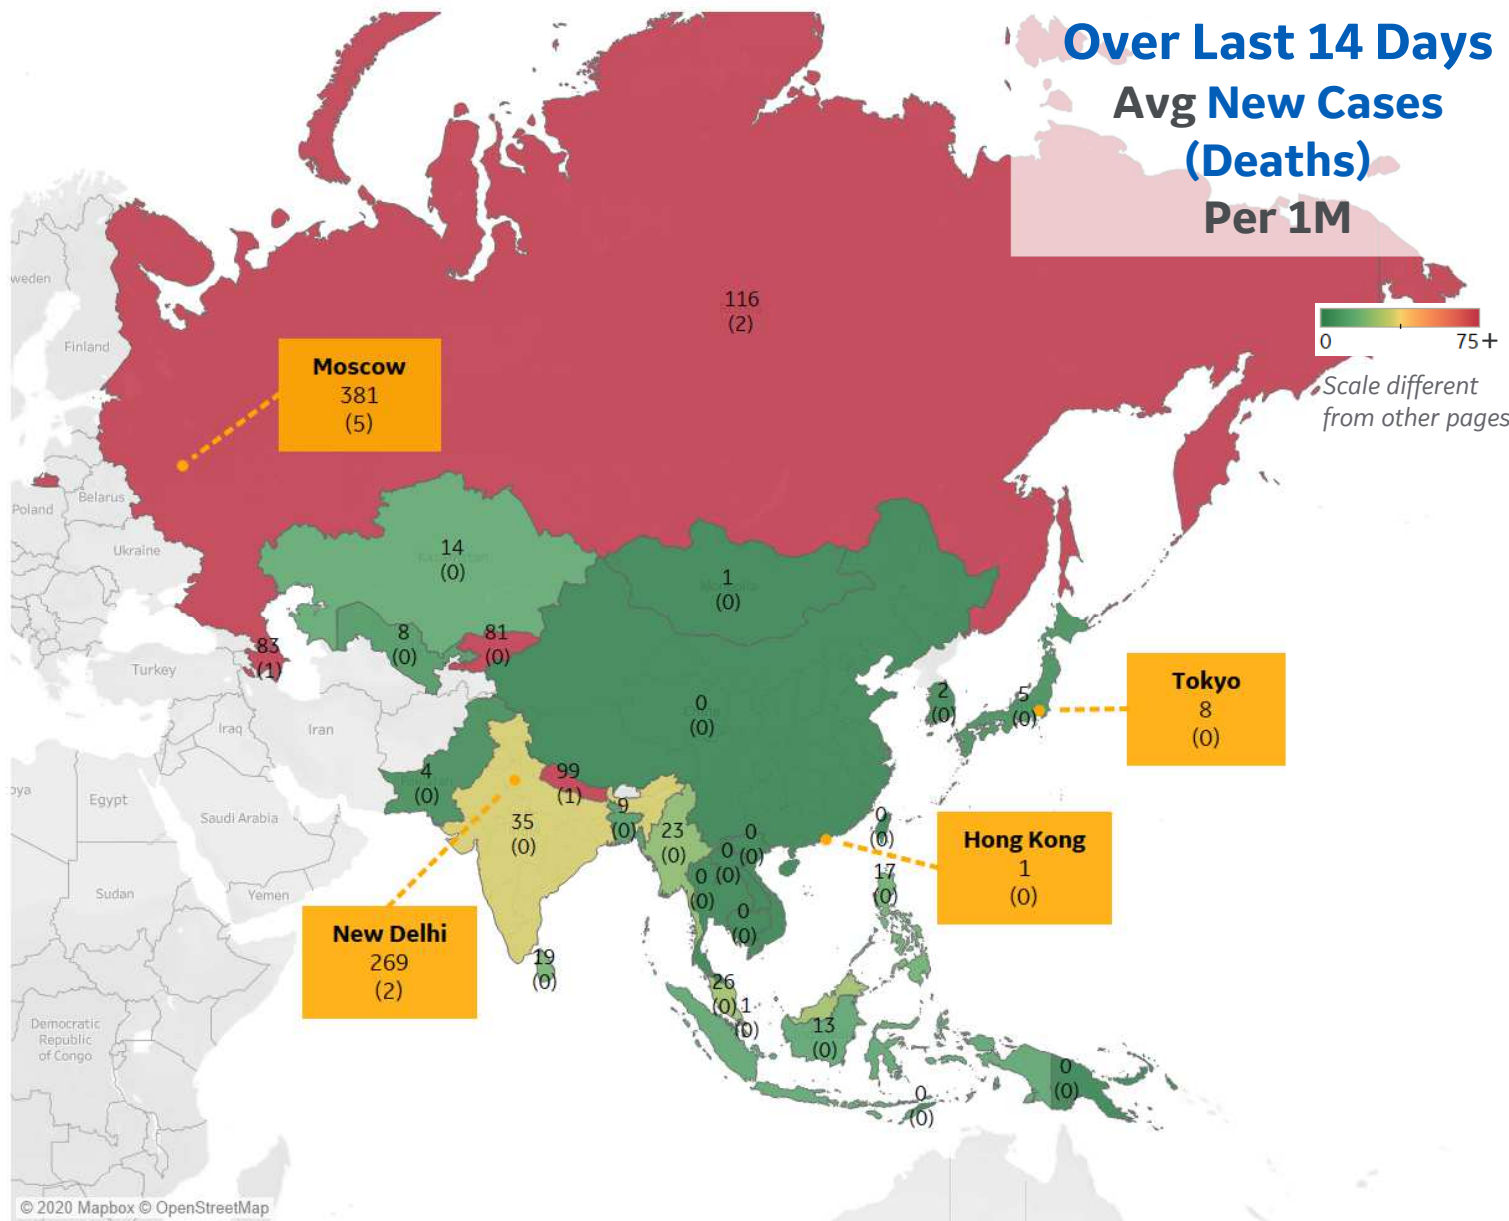 Over Last 14 Days
Avg New Cases
(Deaths)
Per 1M
0
75+
Scale different
from other pages
116
(2)
Moscow
381
(5)
weden
Finland
Belarus
Poland
Ukraine
14
(0)
1
(0)
83
(1)
8
(0)
81
(0)
Turkey
Iraq
Iran
0
(0)
2
(0)
5
(0)
Tokyo
8
(0)
4
(0)
99
(1)
9
(0)
35
(0)
23
(0)
0
(0)
0
(0)
0
(0)
0
(0)
0
(0)
17
(0)
Hong Kong
1
(0)
oya
Egypt
Saudi Arabia
Sudan
Yemen
New Delhi
269
(2)
19
(0)
26
(0)
1
(0)
13
(0)
0
(0)
0
(0)
Democratic
Republic
of Congo
© 2020 Mapbox © OpenStreetMap